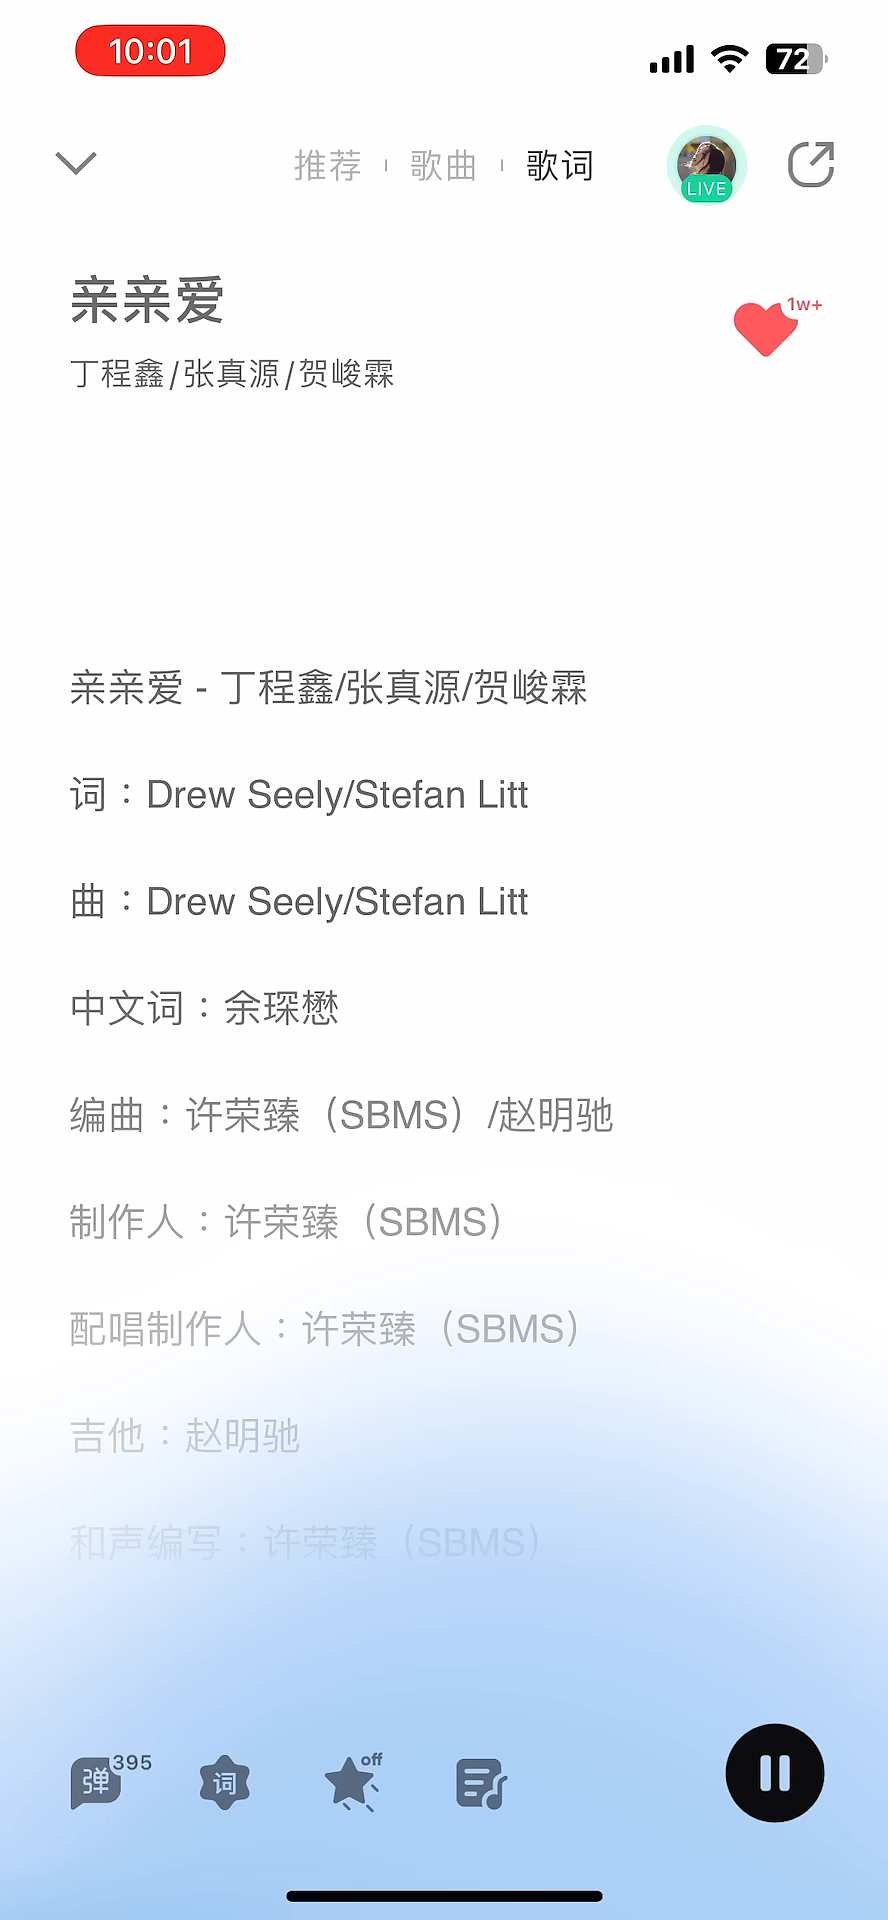 10:01
72
推荐 歌曲 歌词
LIVE
亲亲爱
1w+
丁程鑫/张真源/贺峻霖
亲亲爱 - 丁程鑫/张真源/贺峻霖
词：Drew Seely/Stefan Litt
曲：Drew Seely/Stefan Litt
中文词：余琛懋
编曲：许荣臻（SBMS）/赵明驰
制作人：许荣臻（SBMS）
配唱制作人：许荣臻（SBMS）
吉他：赵明驰
和声编写：许荣臻（SBMS）
弹 395
词
off